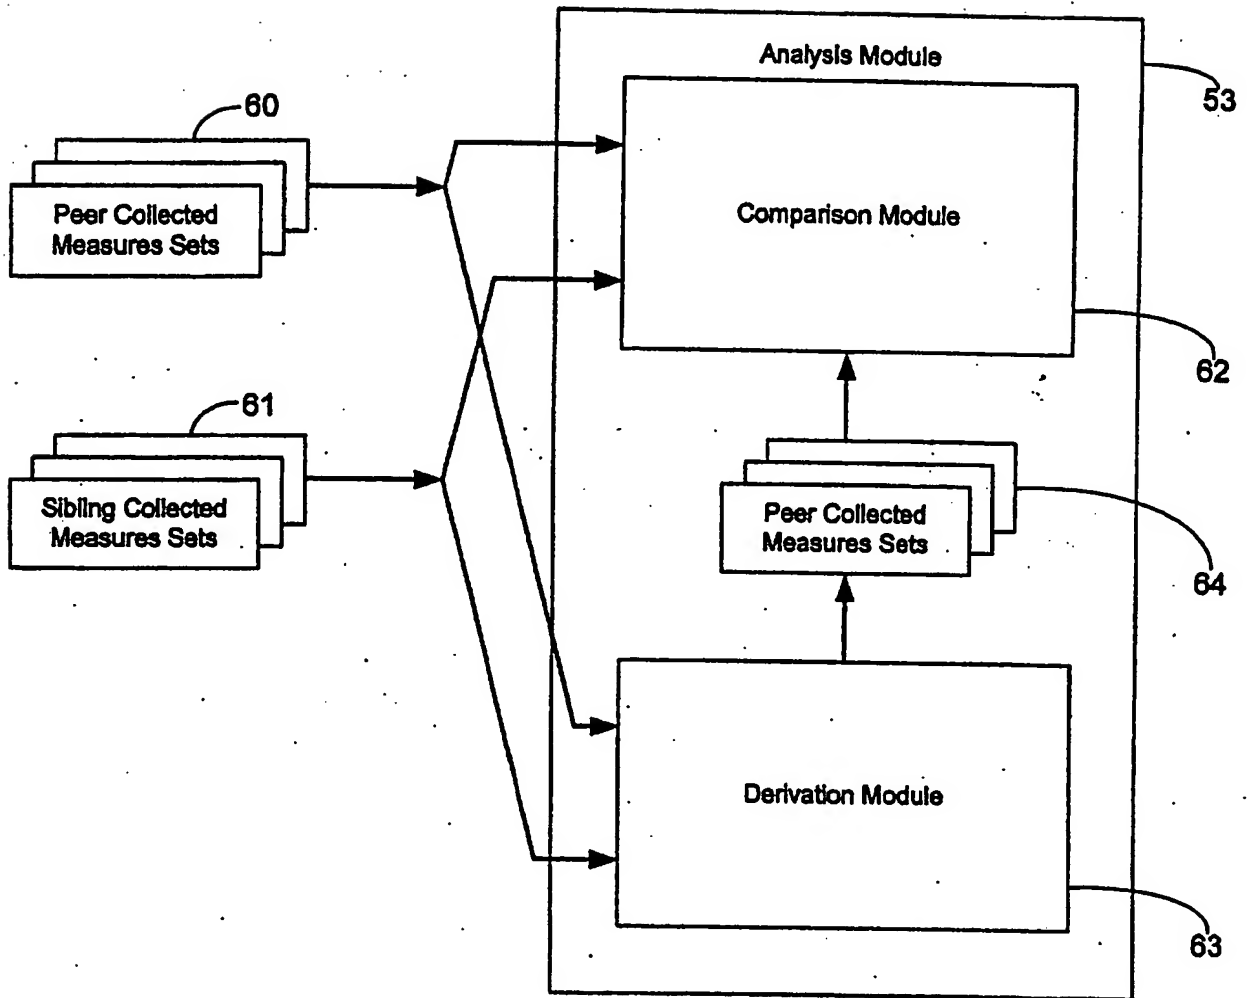 Analysis Module
53
60
Peer Collected
Measures Sets
Comparison Module
62
61
Sibling Collected
Measures Sets
Peer Collected
Measures Sets
64
Derivation Module
63